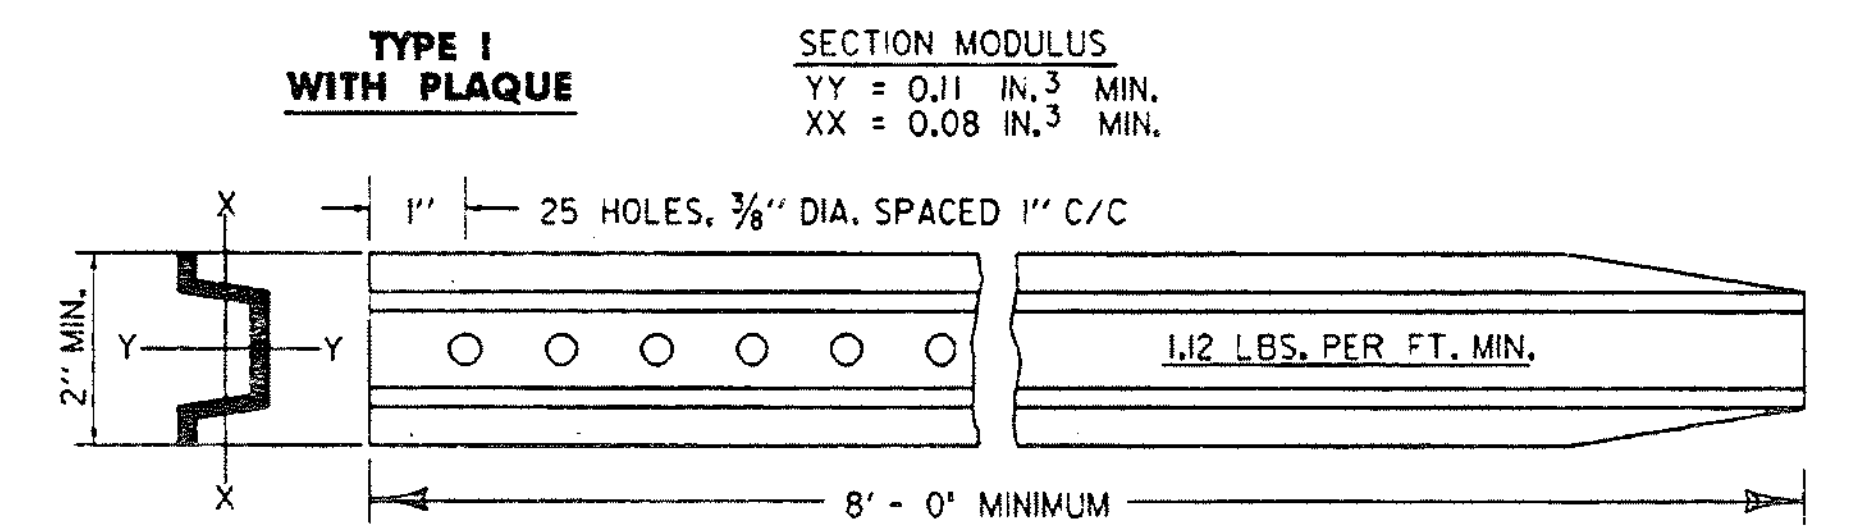 TYPE I
WITH PLAQUE
SECTION MODULUS
YY = 0.11 IN.³ MIN.
XX = 0.08 IN.³ MIN.
X
1" 25 HOLES, ⅜" DIA. SPACED 1" C/C
2" MIN.
Y Y
1.12 LBS. PER FT. MIN.
X
8' - 0" MINIMUM